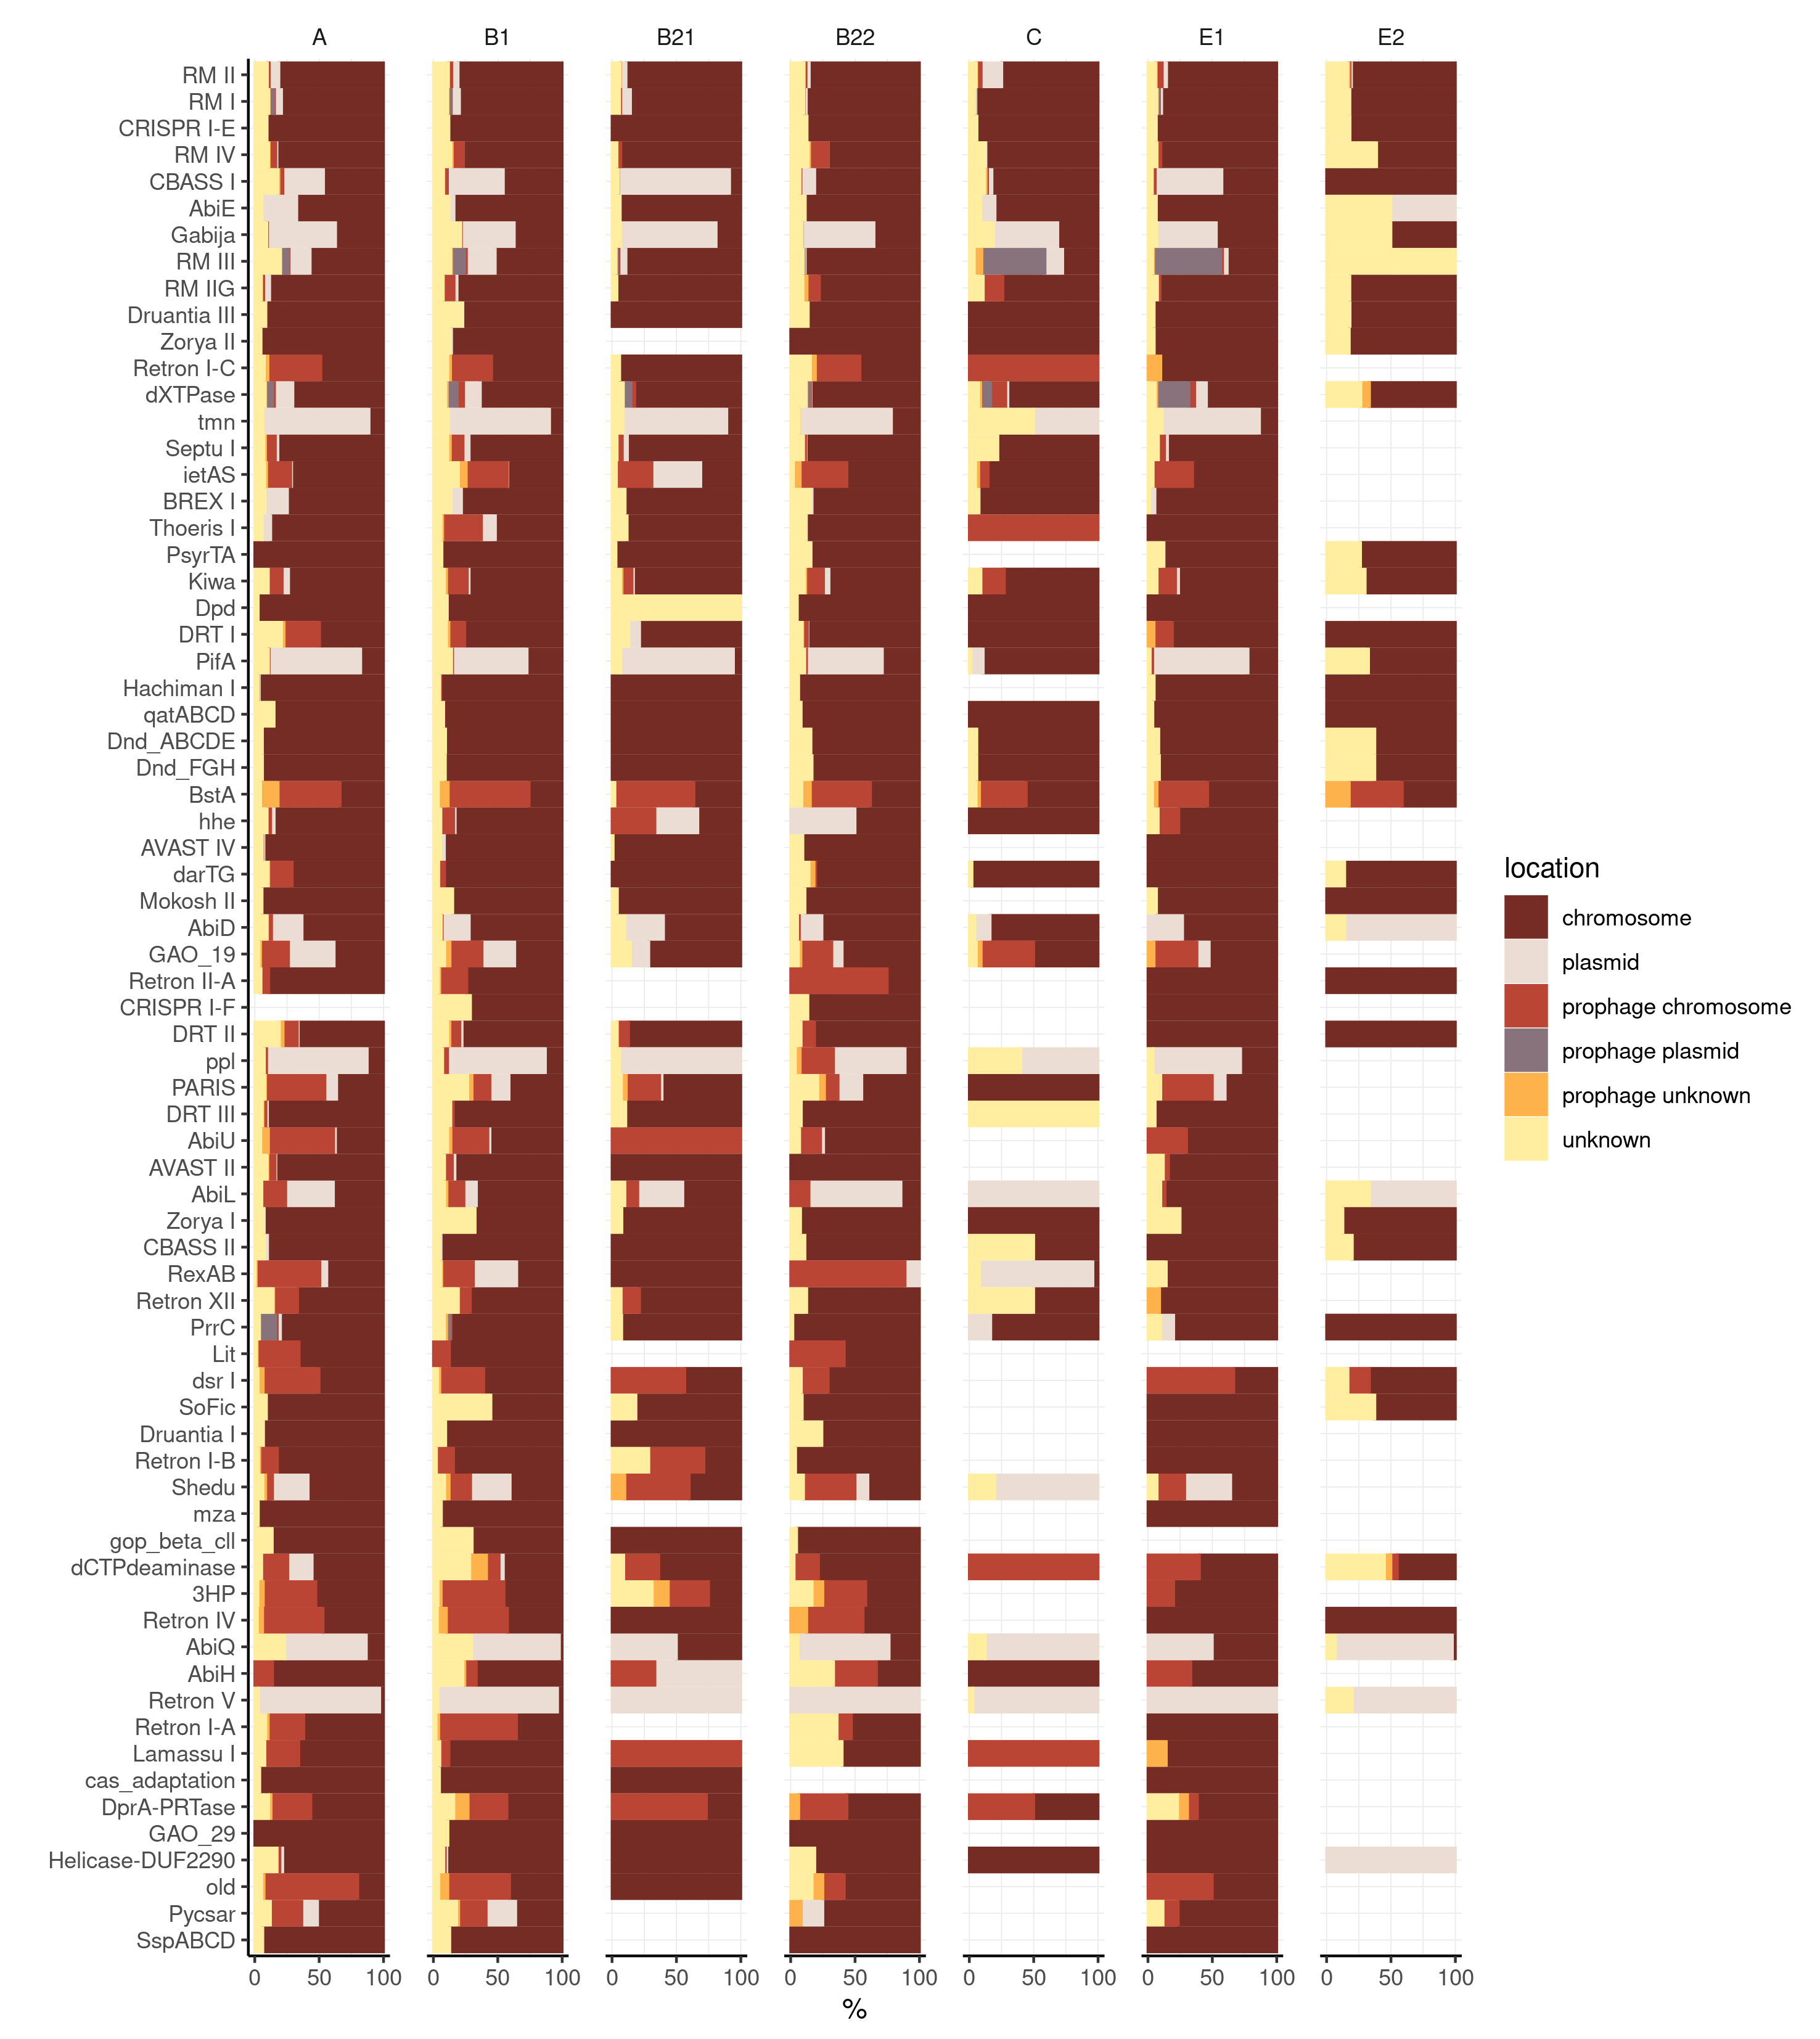 A B1 B21 B22 C E1 E2
RM II
RM I
CRISPR I-E
RM IV
CBASS I
AbiE
Gabija
RM III
RM IIG
Druantia III
Zorya II
Retron I-C
dXTPase
tmn
Septu I
ietAS
BREX I
Thoeris I
PsyrTA
Kiwa
Dpd
DRT I
PifA
Hachiman I
qatABCD
Dnd_ABCDE
Dnd_FGH
BstA
hhe
AVAST IV
darTG
Mokosh II
AbiD
GAO_19
Retron II-A
CRISPR I-F
DRT II
ppl
PARIS
DRT III
AbiU
AVAST II
AbiL
Zorya I
CBASS II
RexAB
Retron XII
PrrC
Lit
dsr I
SoFic
Druantia I
Retron I-B
Shedu
mza
gop_beta_cll
dCTPdeaminase
3HP
Retron IV
AbiQ
AbiH
Retron V
Retron I-A
Lamassu I
cas_adaptation
DprA-PRTase
GAO_29
Helicase-DUF2290
old
Pycsar
SspABCD
0 50 100 0 50 100 0 50 100 0 50 100 0 50 100 0 50 100 0 50 100
%
location
chromosome
plasmid
prophage chromosome
prophage plasmid
prophage unknown
unknown